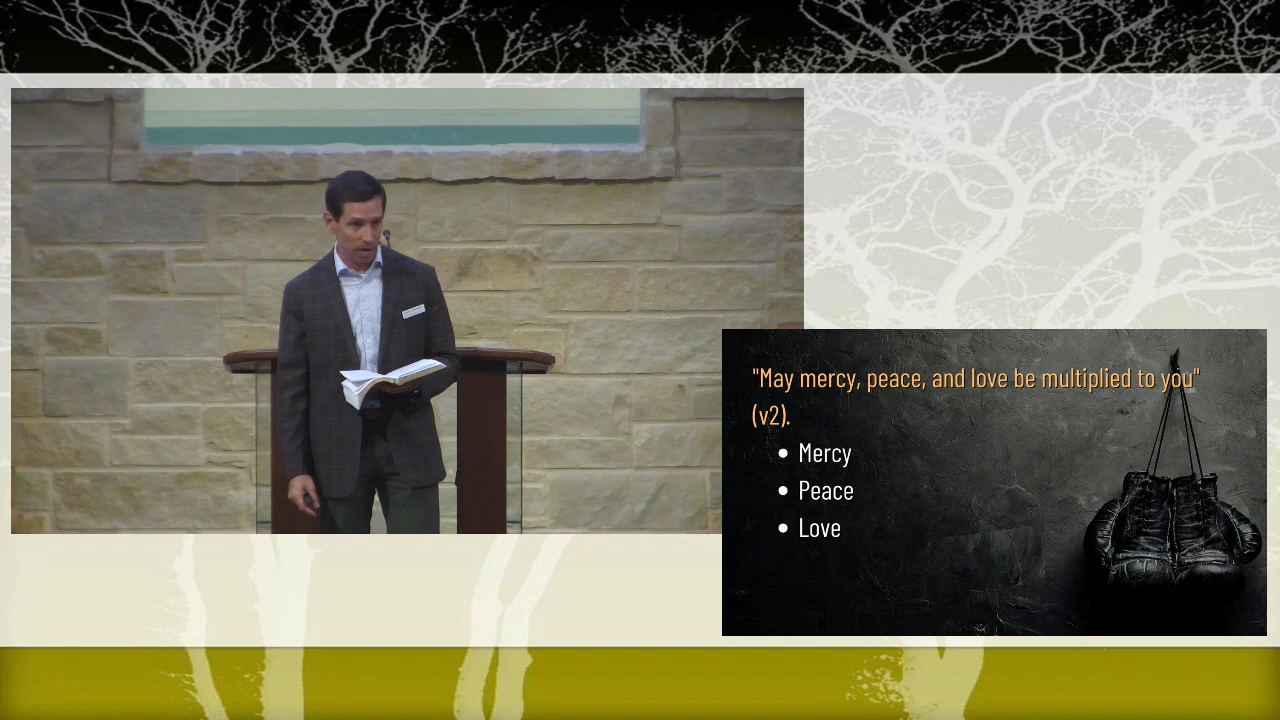 "May mercy, peace, and love be multiplied to you"
(v2).
• Mercy
• Peace
• Love